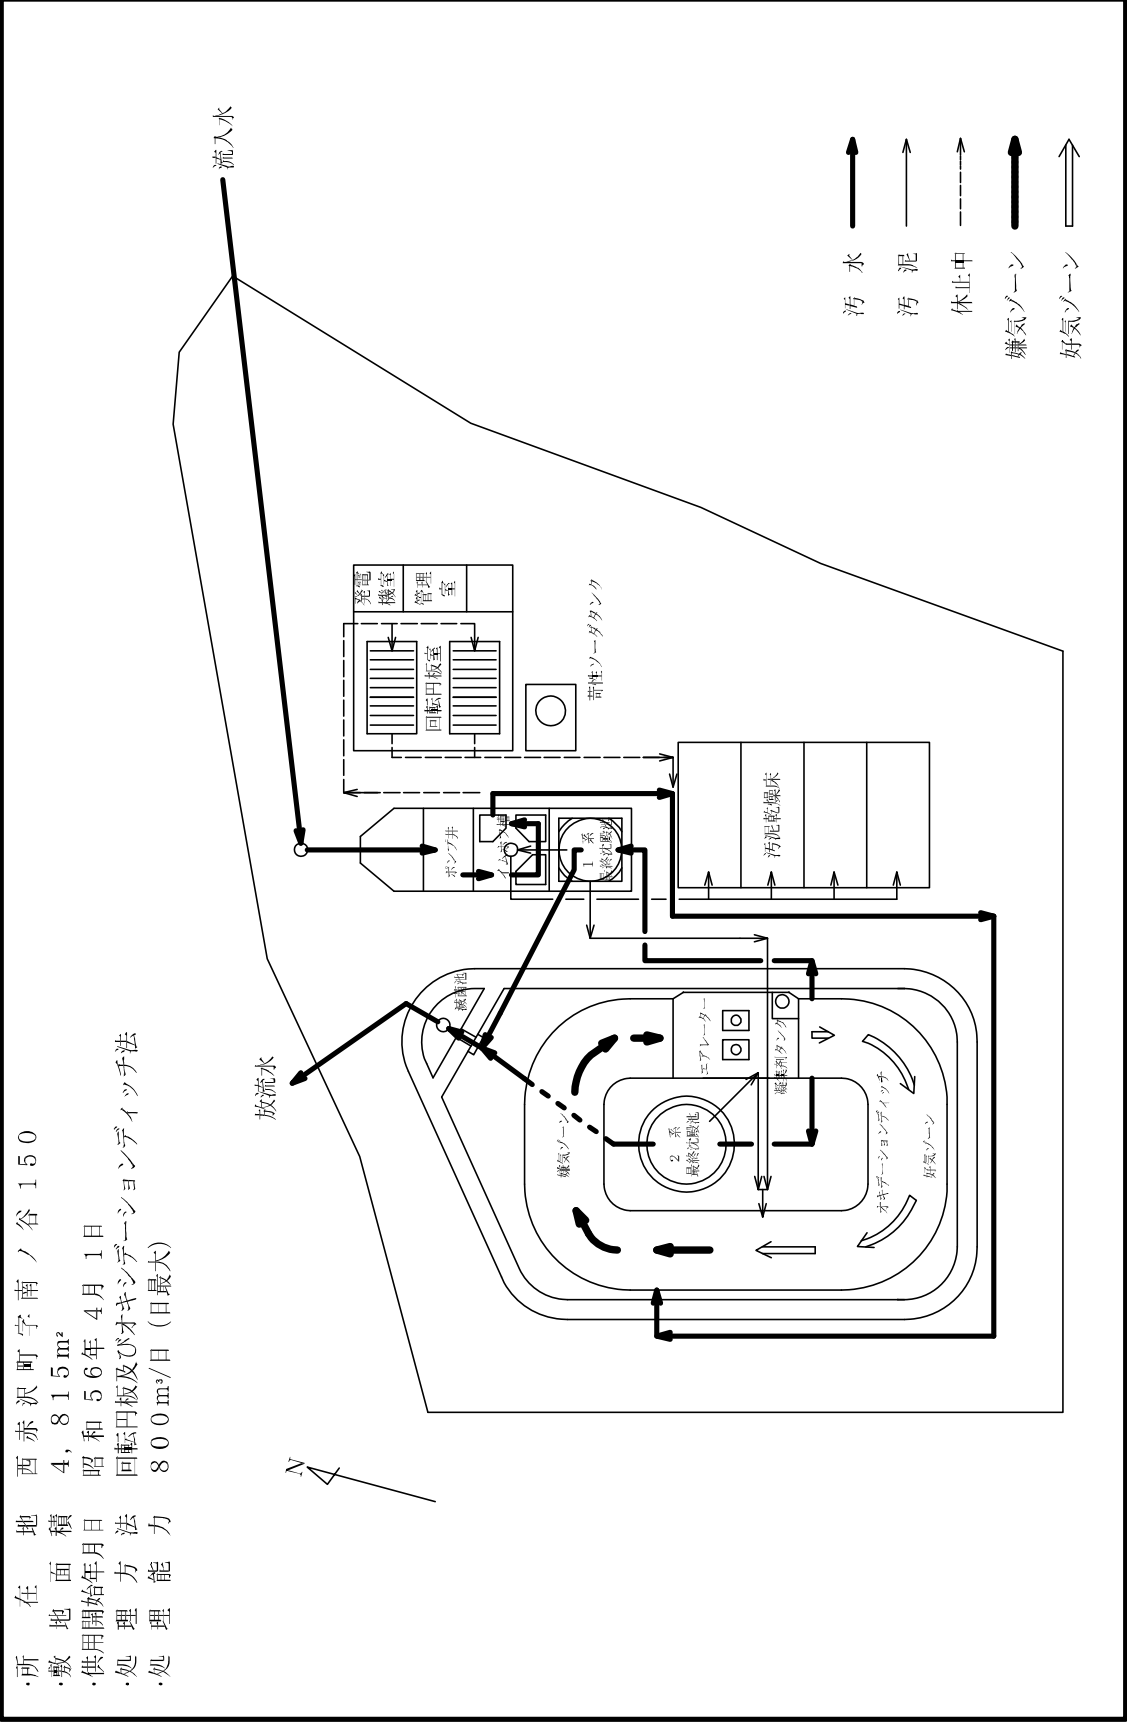 ・所在地 西赤沢町字南ノ谷150
・敷地面積 4,815m²
・供用開始年月日 昭和56年4月1日
・処理方法 回転円板及びオキシデーションディッチ法
・処理能力 800m³/日(日最大)
N
放流水
流入水
滅菌池
ポンプ井
1系
最終沈殿池
発電
機室
管理
室
回転円板室
苛性ソーダタンク
汚泥乾燥床
エアレーター
凝薬剤タンク
嫌気ゾーン
2系
最終沈殿池
オキデーションディッチ
好気ゾーン
汚水
汚泥
休止中
嫌気ゾーン
好気ゾーン